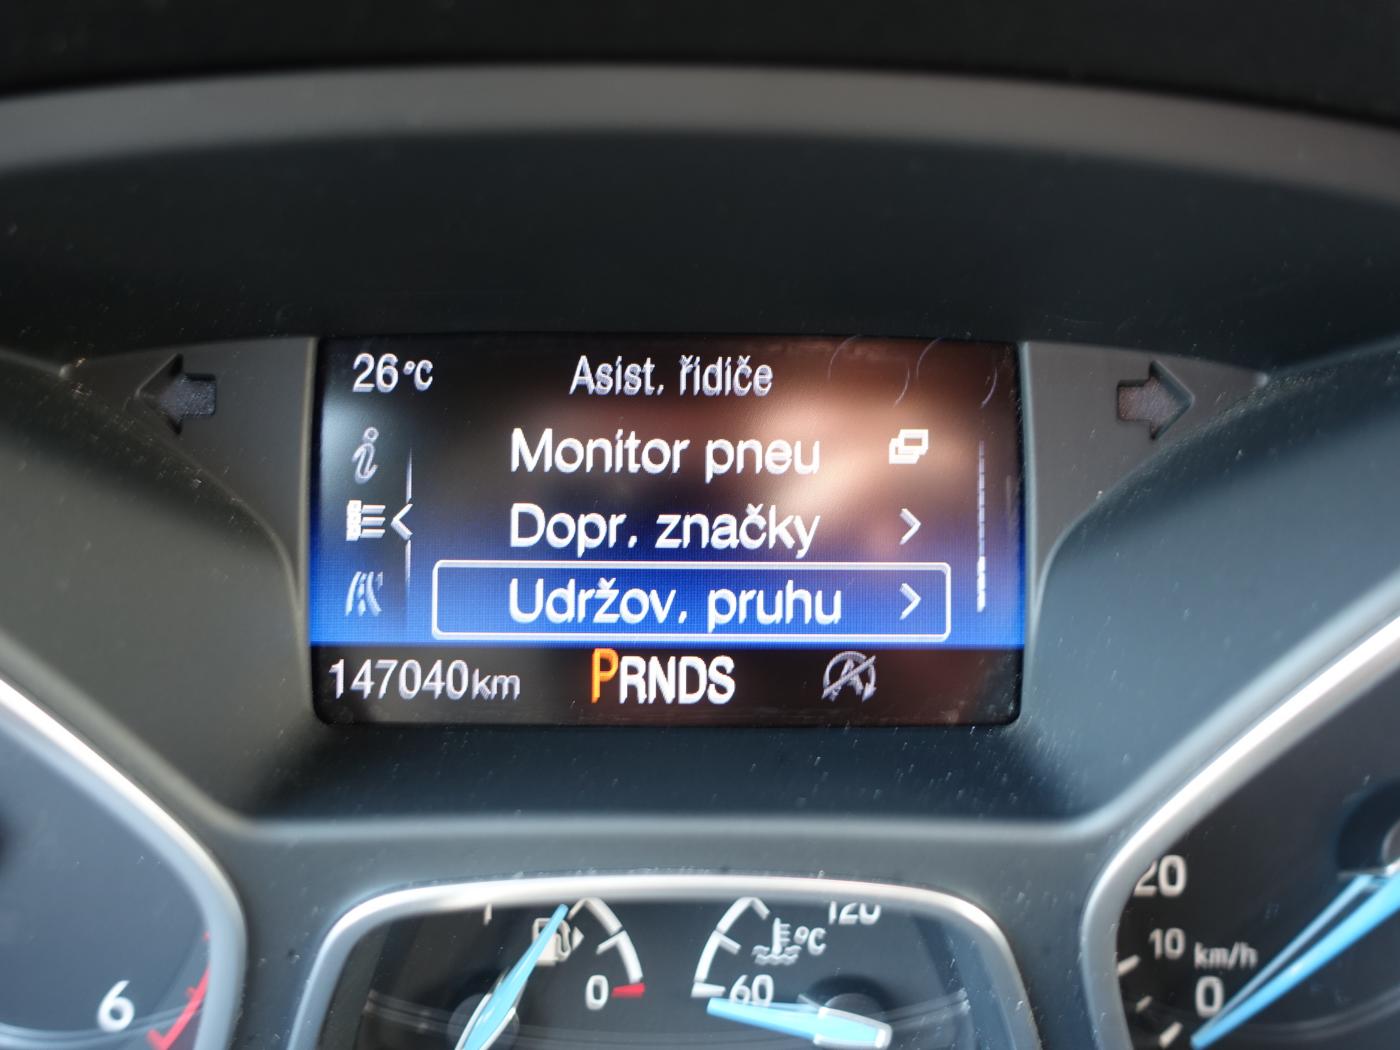 26°C Asist. řidiče
Monitor pneu
Dopr. značky
Udržov. pruhu
147040km PRNDS
A
6
1
0
60
°C
120
20
10 km/h
0